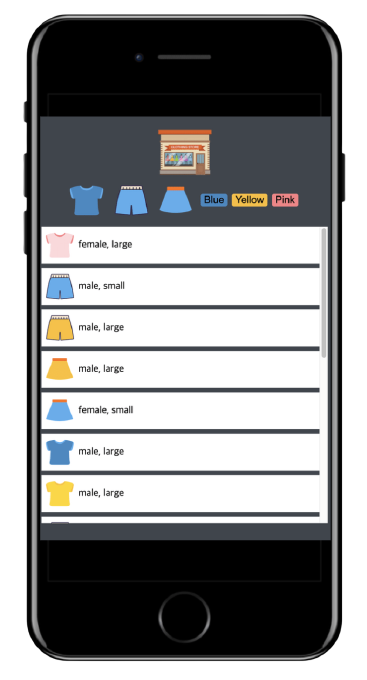 Blue Yellow Pink
female, large
male, small
male, large
male, large
female, small
male, large
male, large